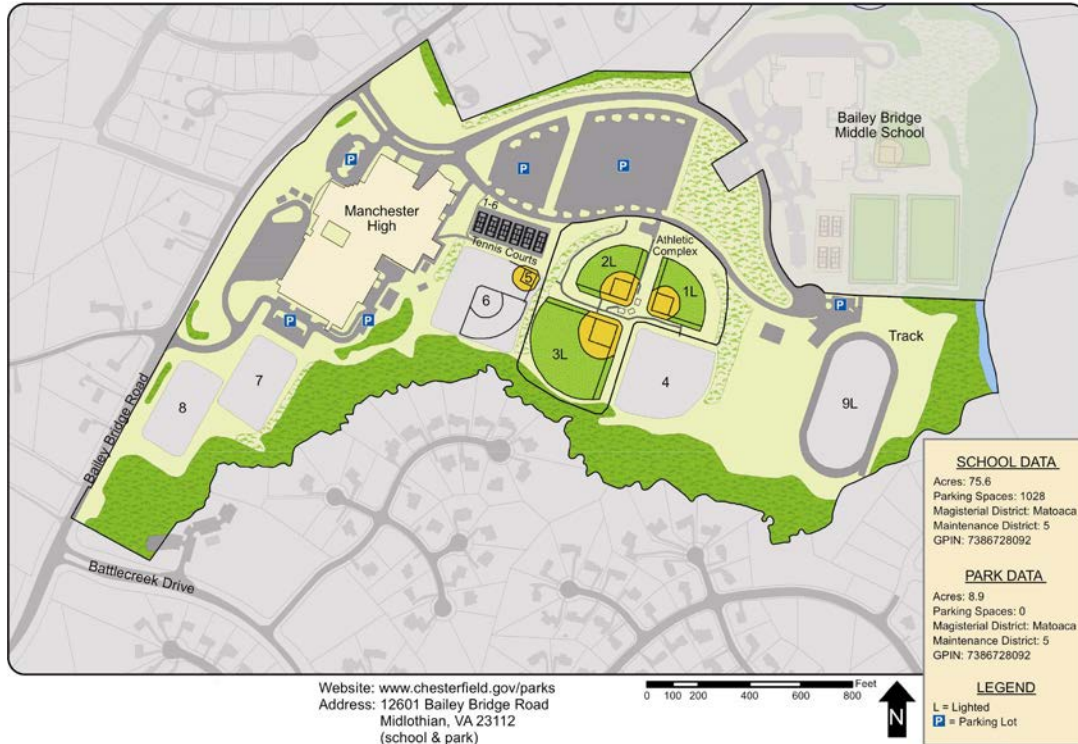 Bailey Bridge
Middle School
P
P
P
Manchester
High
1-6
Tennis Courts
Athletic
Complex
2L
1L
5
6
3L
4
P
P
P
Track
9L
7
8
Bailey Bridge Road
Battlecreek Drive
SCHOOL DATA
Acres: 75.6
Parking Spaces: 1028
Magisterial District: Matoaca
Maintenance District: 5
GPIN: 7386728092
PARK DATA
Acres: 8.9
Parking Spaces: 0
Magisterial District: Matoaca
Maintenance District: 5
GPIN: 7386728092
LEGEND
L = Lighted
P = Parking Lot
Website: www.chesterfield.gov/parks
Address: 12601 Bailey Bridge Road
Midlothian, VA 23112
(school & park)
Feet
0 100 200 400 600 800
N